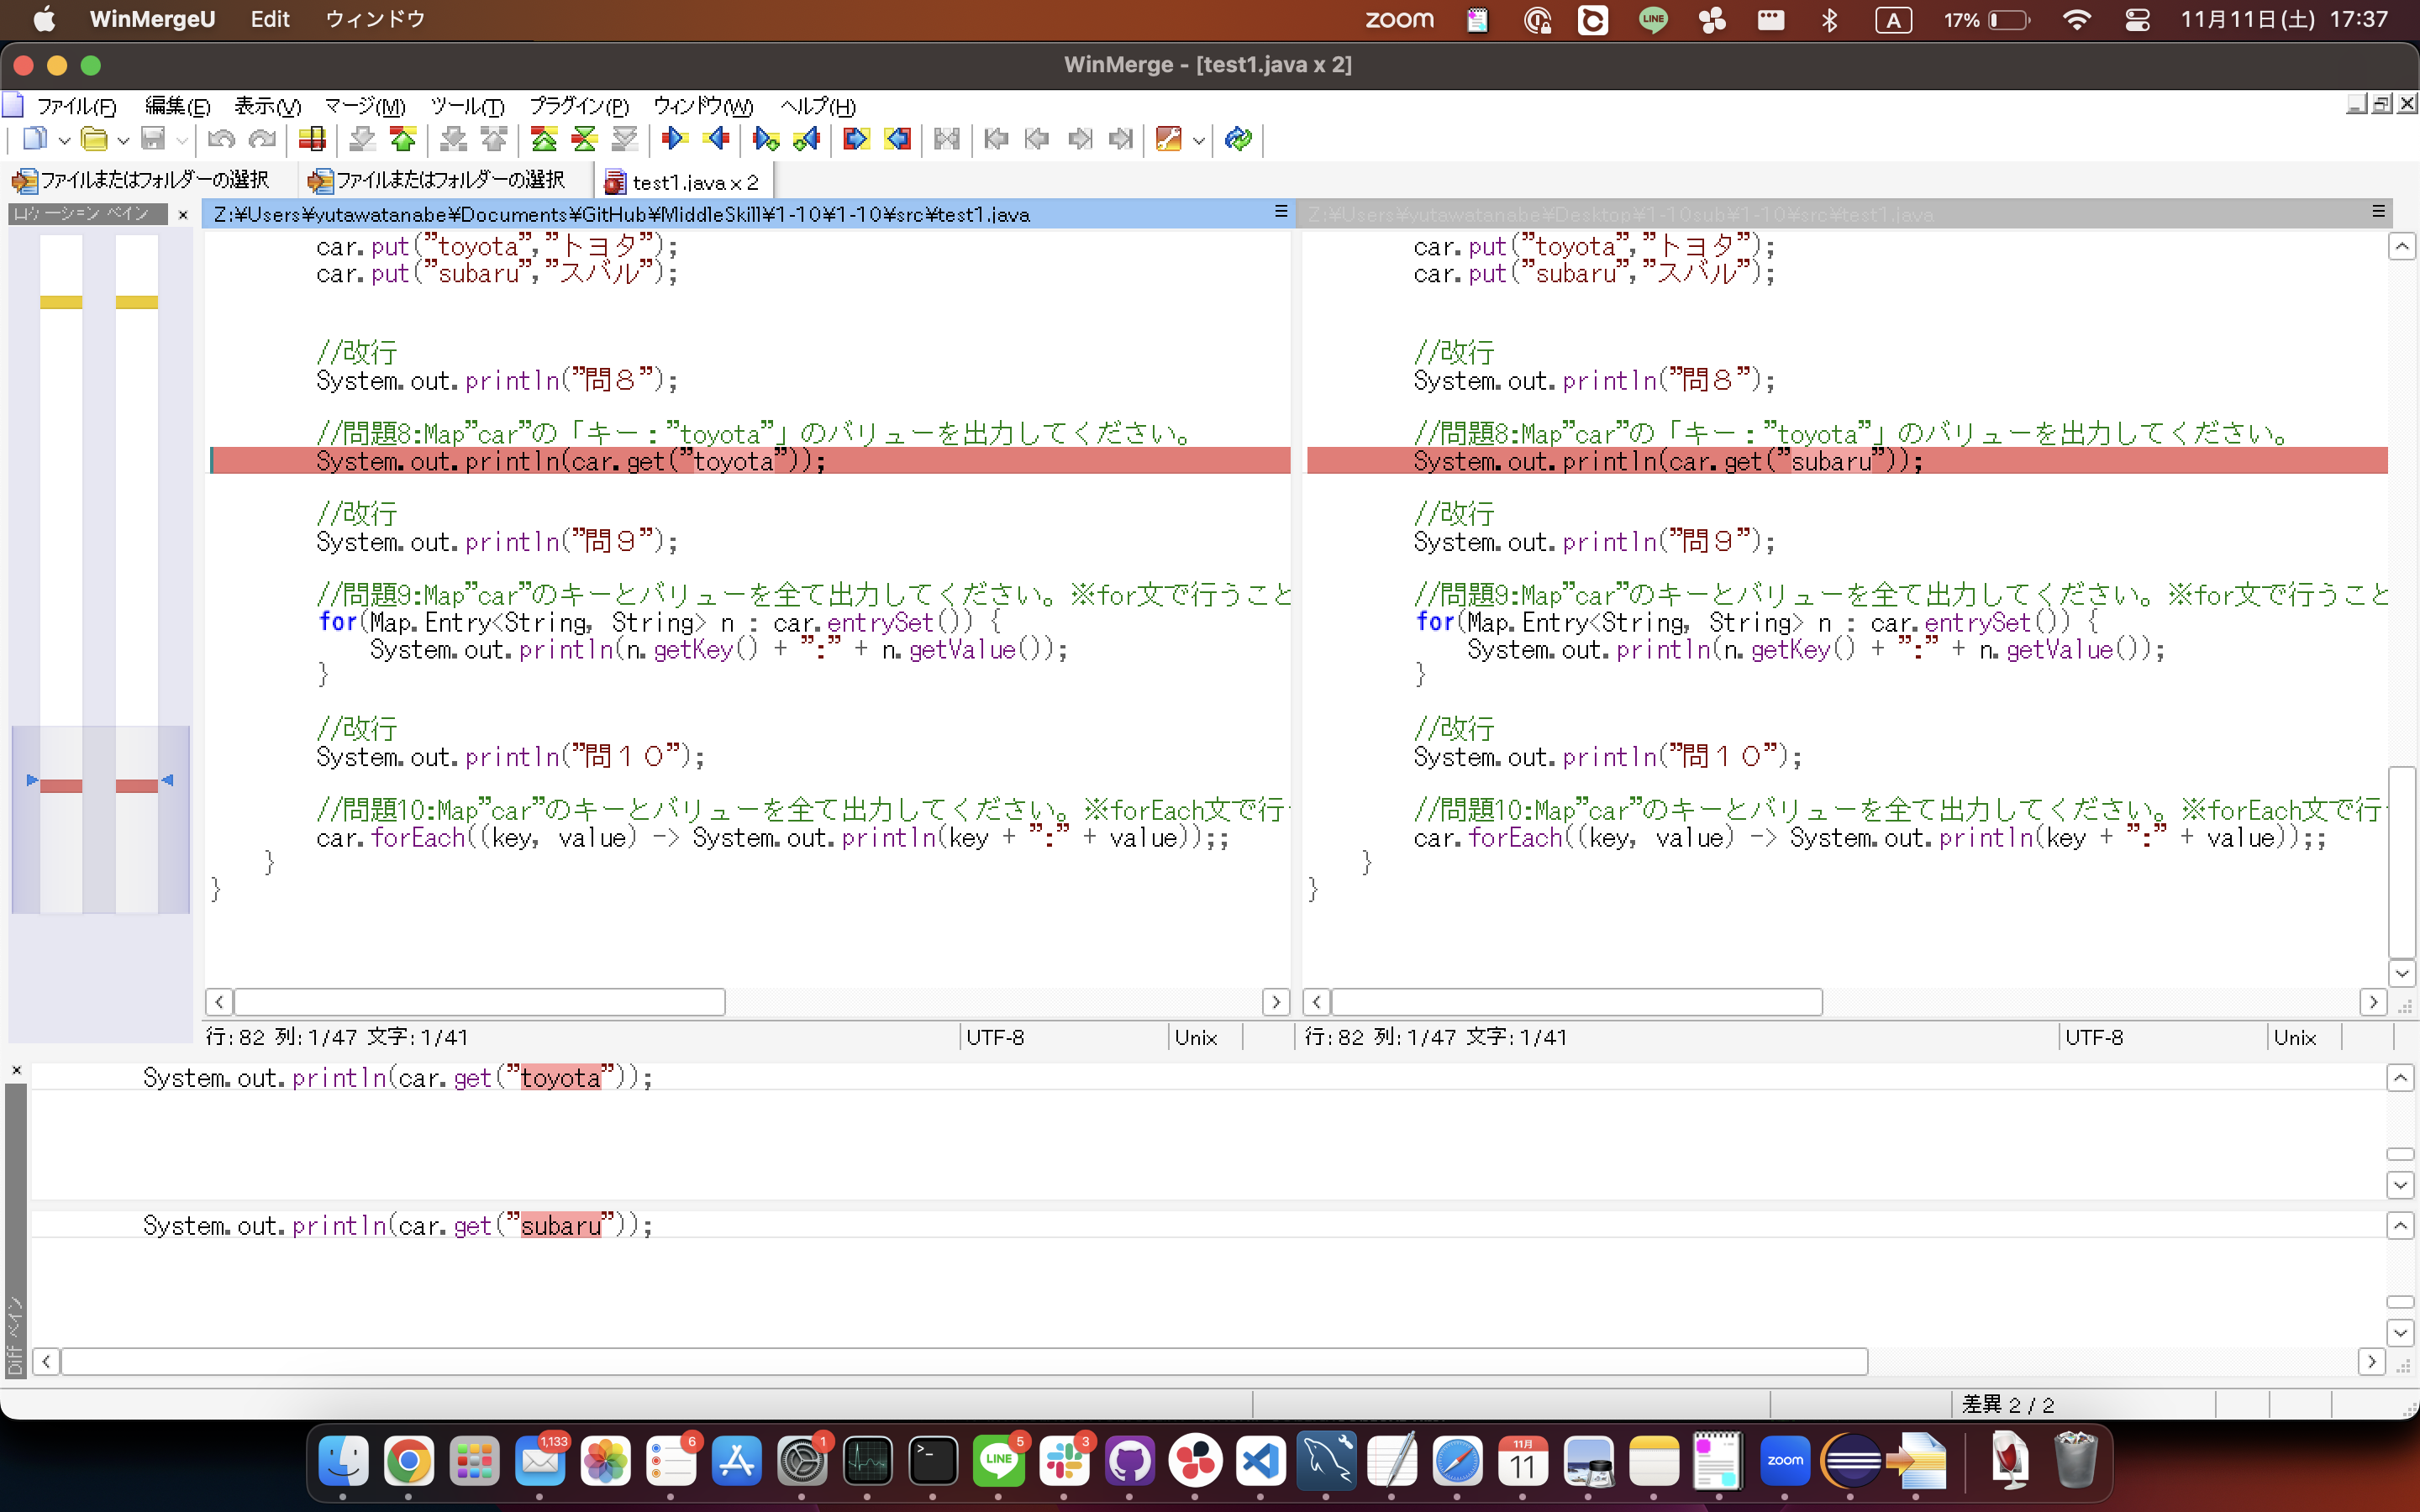 WinMergeU Edit ウィンドウ zoom LINE A 17% 11月11日(土) 17:37
WinMerge - [test1.java x 2]
ファイル(F) 編集(E) 表示(V) マージ(M) ツール(T) プラグイン(P) ウィンドウ(W) ヘルプ(H)
ファイルまたはフォルダーの選択 ファイルまたはフォルダーの選択 test1.java x 2
ロケーション ペイン
Z:¥Users¥yutawatanabe¥Documents¥GitHub¥MiddleSkill¥1-10¥1-10¥src¥test1.java
car.put("toyota","トヨタ");
car.put("subaru","スバル");
//改行
System.out.println("問８");
//問題8:Map"car"の「キー："toyota"」のバリューを出力してください。
System.out.println(car.get("toyota"));
//改行
System.out.println("問９");
//問題9:Map"car"のキーとバリューを全て出力してください。※for文で行うこと
for(Map.Entry<String, String> n : car.entrySet()) {
System.out.println(n.getKey() + ":" + n.getValue());
}
//改行
System.out.println("問１０");
//問題10:Map"car"のキーとバリューを全て出力してください。※forEach文で行
car.forEach((key, value) -> System.out.println(key + ":" + value));;
}
}
行: 82 列: 1/47 文字: 1/41 UTF-8 Unix
Z:¥Users¥yutawatanabe¥Desktop¥1-10sub¥1-10¥src¥test1.java
car.put("toyota","トヨタ");
car.put("subaru","スバル");
//改行
System.out.println("問８");
//問題8:Map"car"の「キー："toyota"」のバリューを出力してください。
System.out.println(car.get("subaru"));
//改行
System.out.println("問９");
//問題9:Map"car"のキーとバリューを全て出力してください。※for文で行うこと
for(Map.Entry<String, String> n : car.entrySet()) {
System.out.println(n.getKey() + ":" + n.getValue());
}
//改行
System.out.println("問１０");
//問題10:Map"car"のキーとバリューを全て出力してください。※forEach文で行
car.forEach((key, value) -> System.out.println(key + ":" + value));;
}
}
行: 82 列: 1/47 文字: 1/41 UTF-8 Unix
Diff ペイン
System.out.println(car.get("toyota"));
System.out.println(car.get("subaru"));
差異 2 / 2
1,133 6 1 LINE 5 3 11月 11 zoom